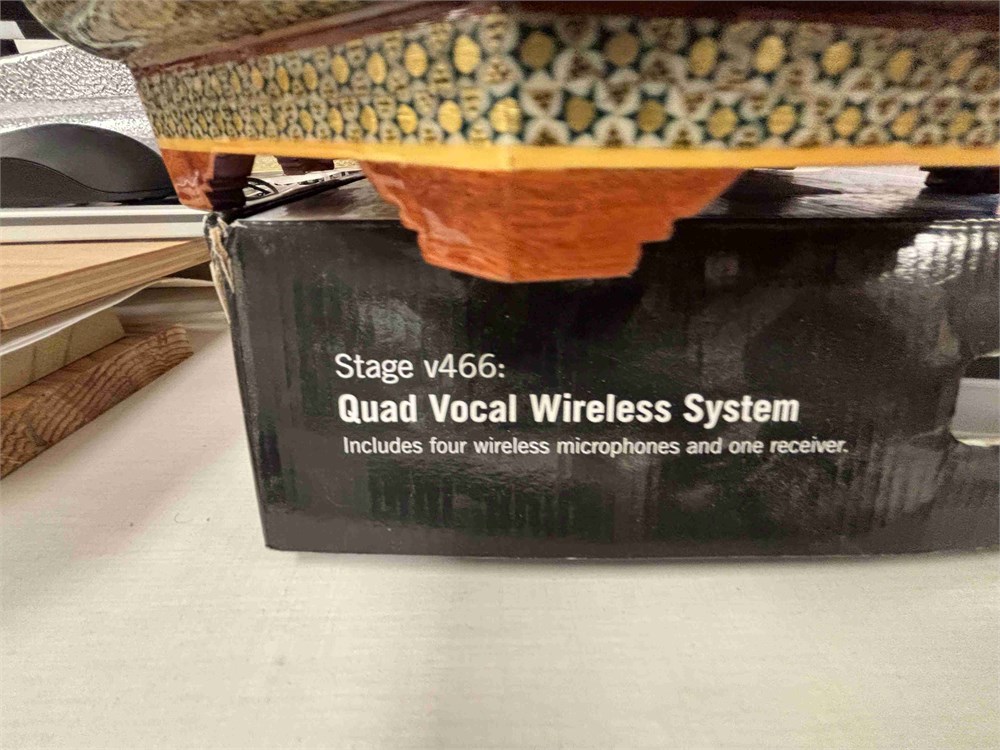 Stage v466:
Quad Vocal Wireless System
Includes four wireless microphones and one receiver.